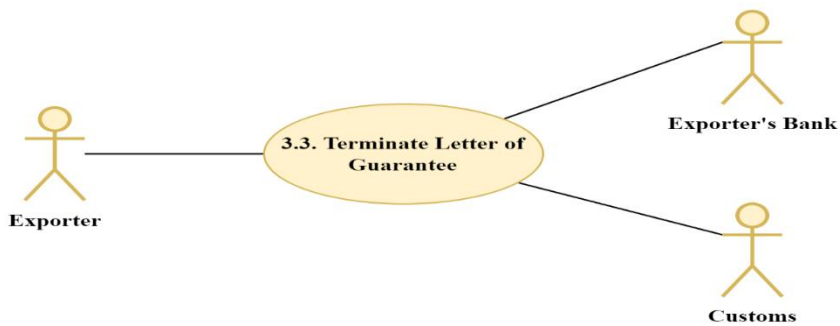 Exporter
3.3. Terminate Letter of
Guarantee
Exporter's Bank
Customs